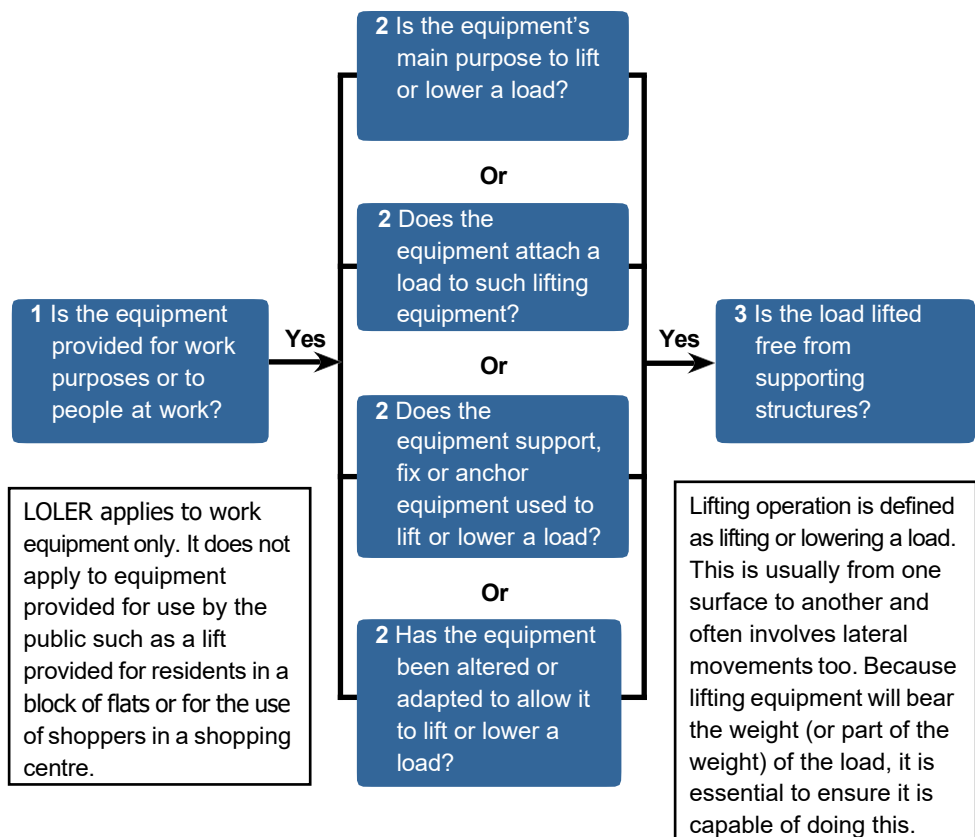 1 Is the equipment
provided for work
purposes or to
people at work?
LOLER applies to work
equipment only. It does not
apply to equipment
provided for use by the
public such as a lift
provided for residents in a
block of flats or for the use
of shoppers in a shopping
centre.
Yes
2 Is the equipment’s
main purpose to lift
or lower a load?
Or
2 Does the
equipment attach a
load to such lifting
equipment?
Or
2 Does the
equipment support,
fix or anchor
equipment used to
lift or lower a load?
Or
2 Has the equipment
been altered or
adapted to allow it
to lift or lower a
load?
Yes
3 Is the load lifted
free from
supporting
structures?
Lifting operation is defined
as lifting or lowering a load.
This is usually from one
surface to another and
often involves lateral
movements too. Because
lifting equipment will bear
the weight (or part of the
weight) of the load, it is
essential to ensure it is
capable of doing this.